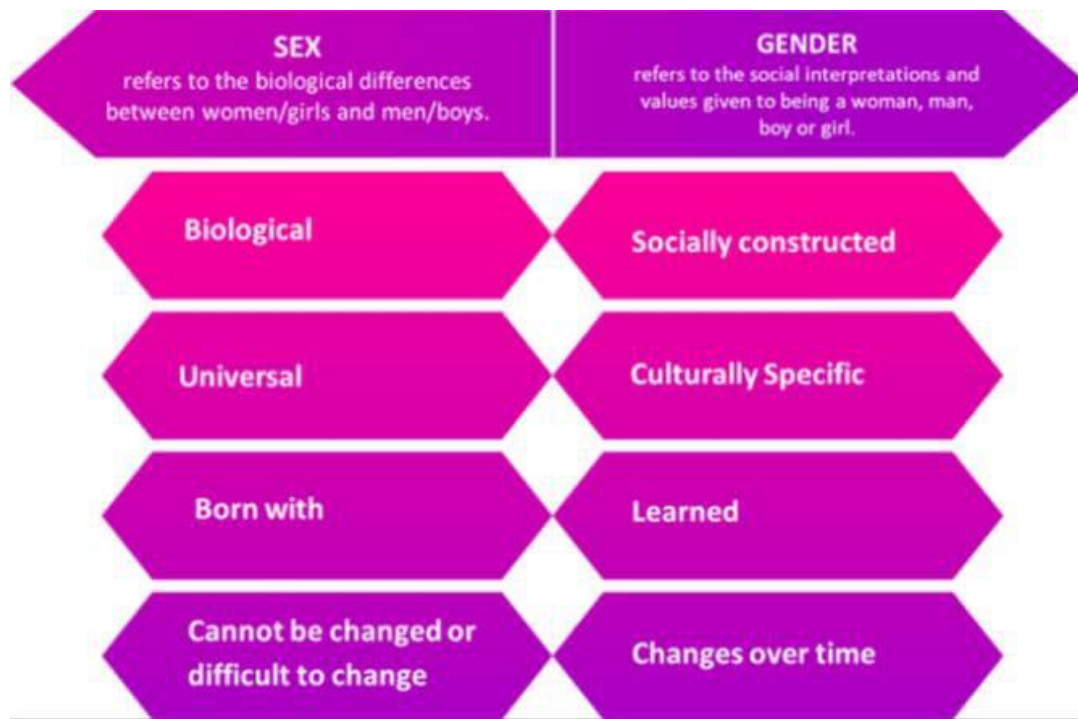 SEX
refers to the biological differences
between women/girls and men/boys.
GENDER
refers to the social interpretations and
values given to being a woman, man,
boy or girl.
Biological
Socially constructed
Universal
Culturally Specific
Born with
Learned
Cannot be changed or
difficult to change
Changes over time